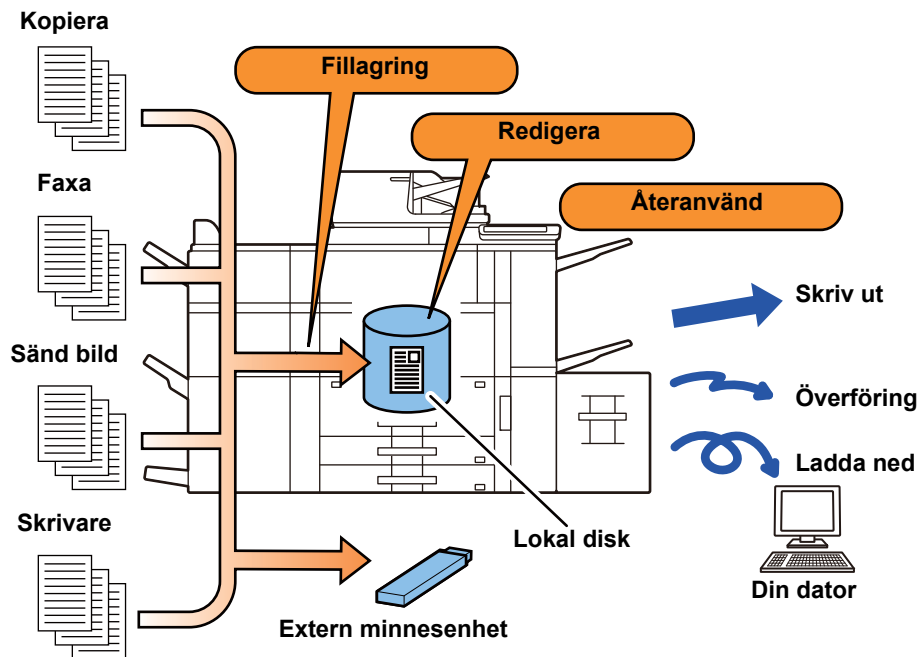 Kopiera
Fillagring
Redigera
Faxa
Återanvänd
Skriv ut
Sänd bild
Överföring
Ladda ned
Skrivare
Lokal disk
Din dator
Extern minnesenhet